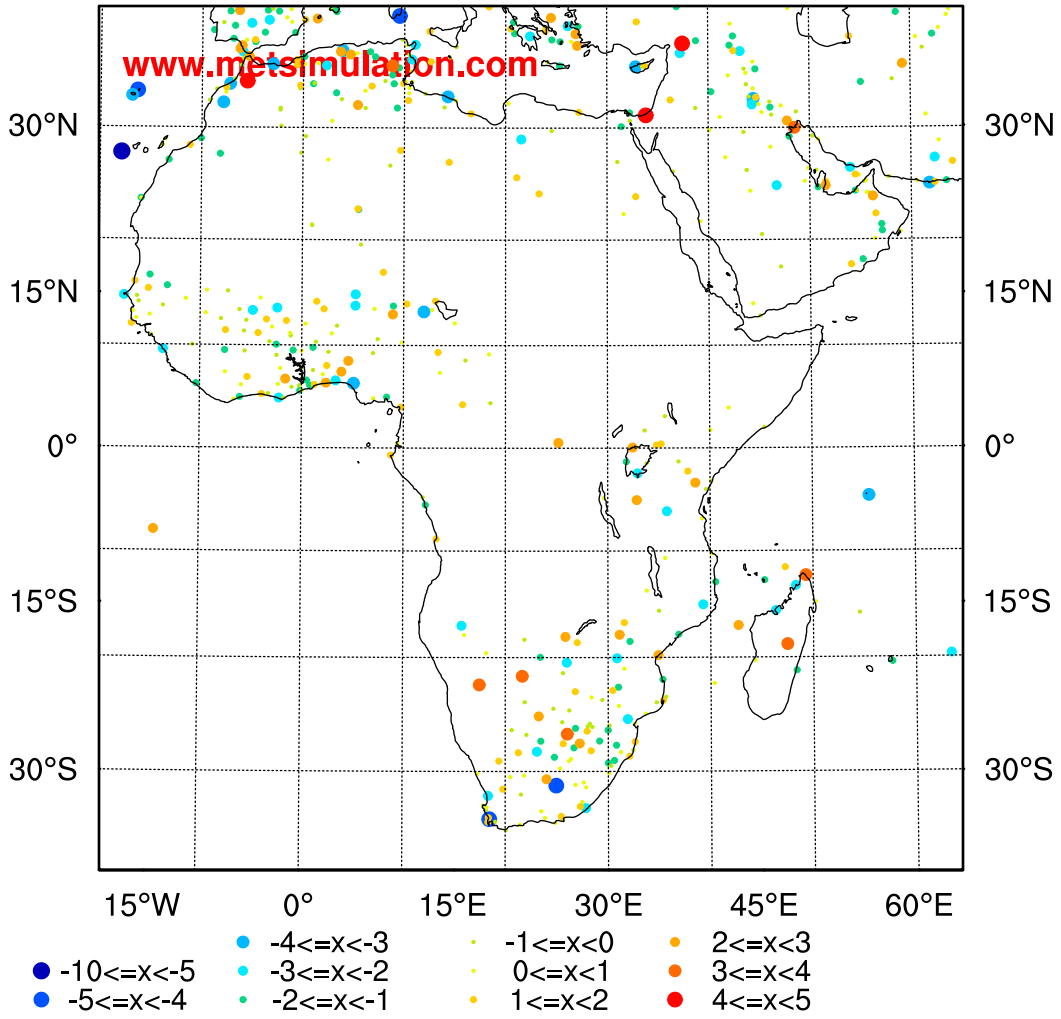 www.metsimulation.com
30°N 30°N
15°N 15°N
0° 0°
15°S 15°S
30°S 30°S
15°W 0° 15°E 30°E 45°E 60°E
-4<=x<-3 -1<=x<0 2<=x<3
-10<=x<-5 -3<=x<-2 0<=x<1 3<=x<4
-5<=x<-4 -2<=x<-1 1<=x<2 4<=x<5